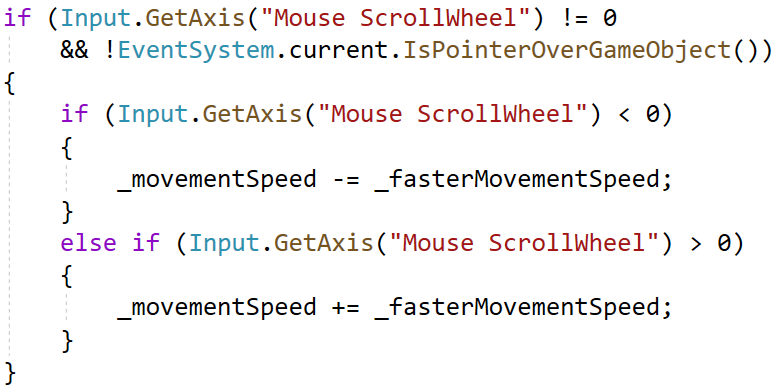 if (Input.GetAxis("Mouse ScrollWheel") != 0
    && !EventSystem.current.IsPointerOverGameObject())
{
    if (Input.GetAxis("Mouse ScrollWheel") < 0)
    {
        _movementSpeed -= _fasterMovementSpeed;
    }
    else if (Input.GetAxis("Mouse ScrollWheel") > 0)
    {
        _movementSpeed += _fasterMovementSpeed;
    }
}